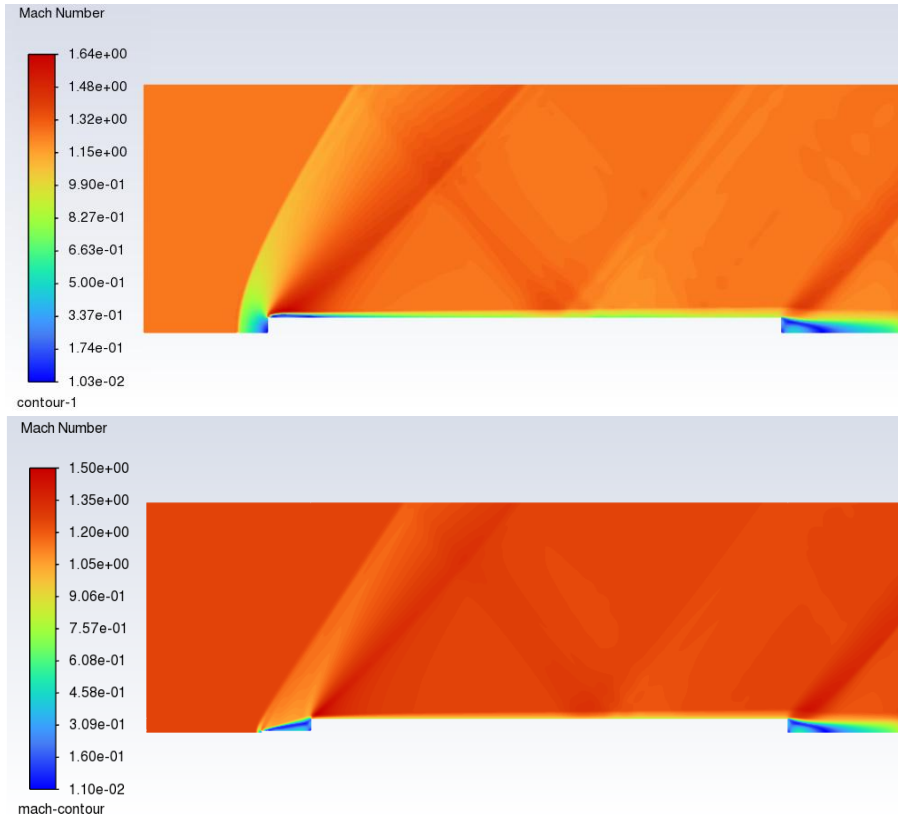 Mach Number
1.64e+00
1.48e+00
1.32e+00
1.15e+00
9.90e-01
8.27e-01
6.63e-01
5.00e-01
3.37e-01
1.74e-01
1.03e-02
contour-1
Mach Number
1.50e+00
1.35e+00
1.20e+00
1.05e+00
9.06e-01
7.57e-01
6.08e-01
4.58e-01
3.09e-01
1.60e-01
1.10e-02
mach-contour